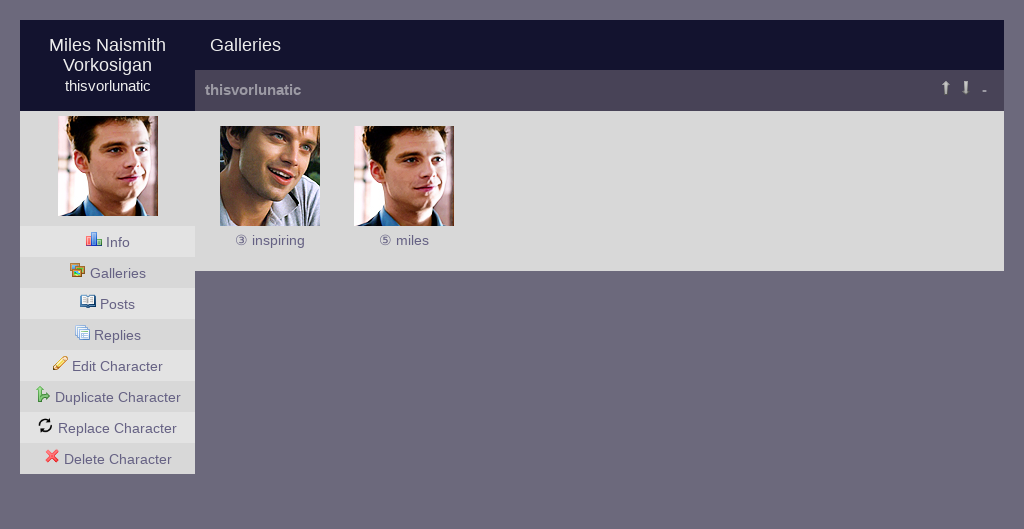 Miles Naismith
Vorkosigan
thisvorlunatic
Galleries
thisvorlunatic
-
③ inspiring
⑤ miles
Info
Galleries
Posts
Replies
Edit Character
Duplicate Character
Replace Character
Delete Character